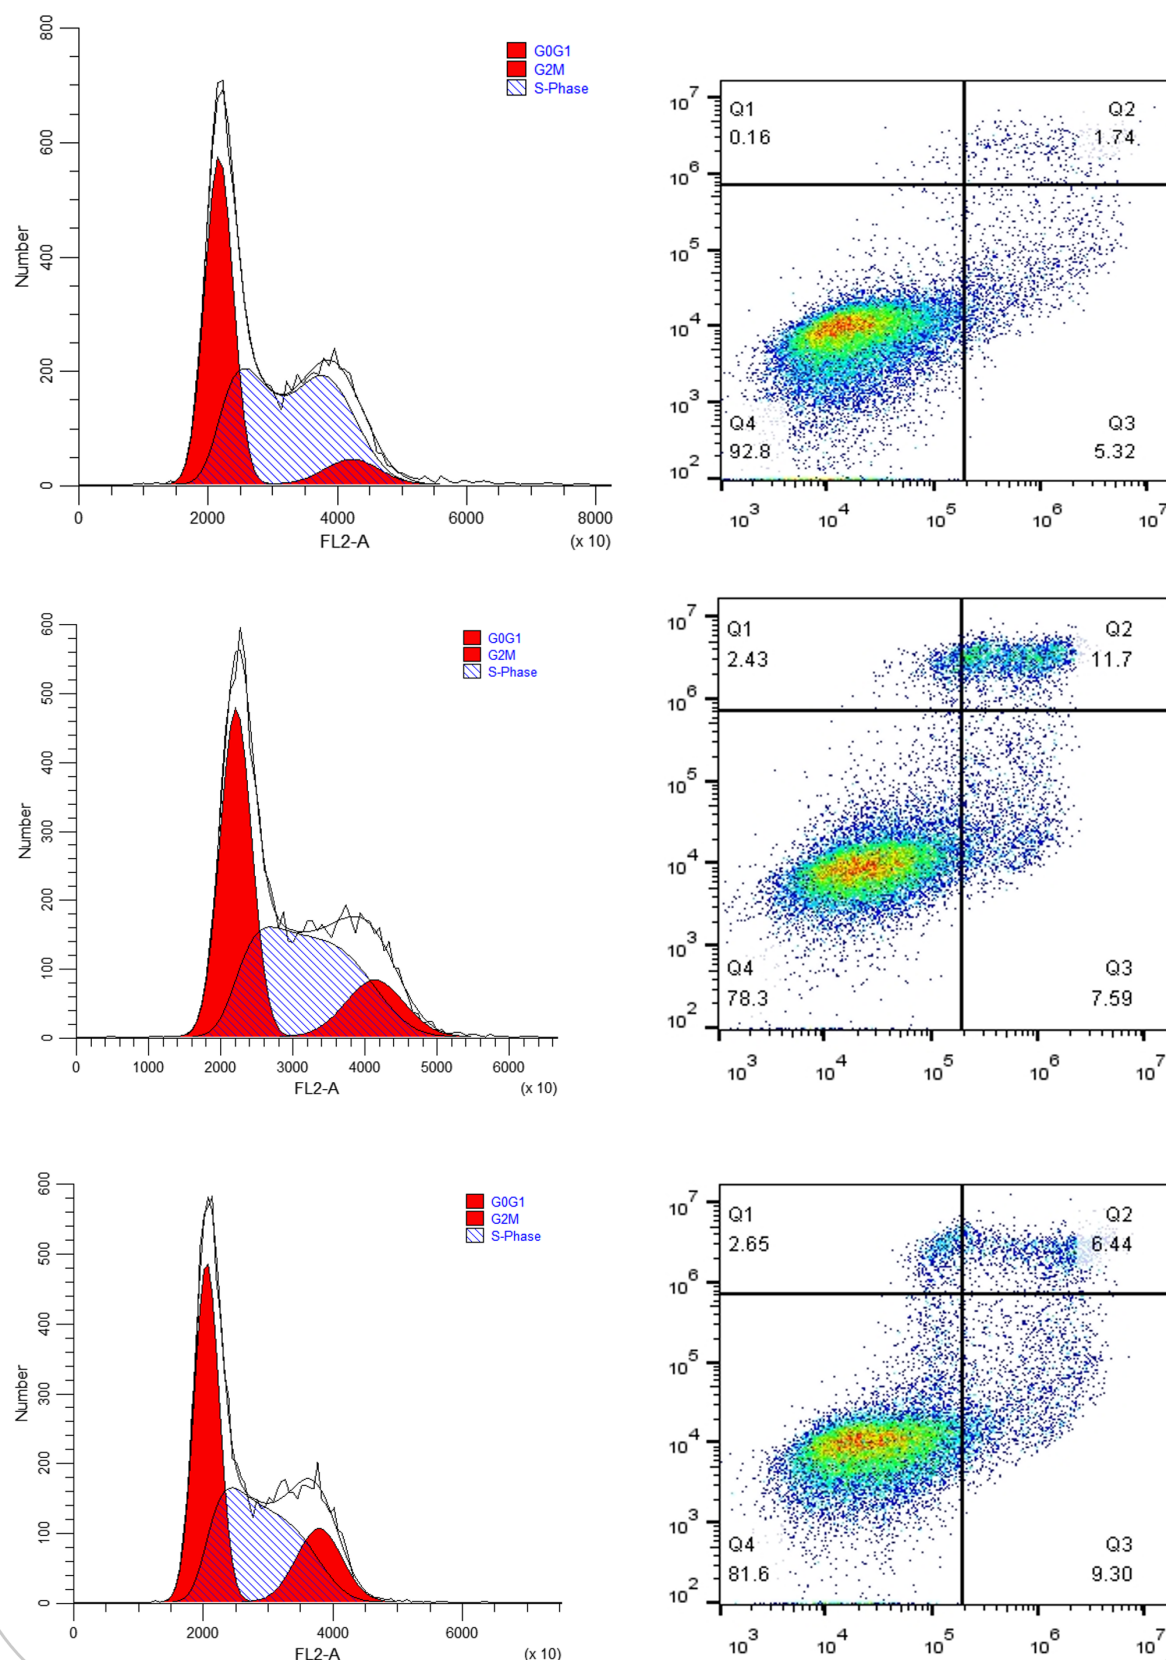 800
600
400
200
0
Number
G0G1
G2M
S-Phase
0 2000 4000 6000 8000
FL2-A (x 10)
10^7
10^6
10^5
10^4
10^3
10^2
Q1
0.16
Q2
1.74
Q4
92.8
Q3
5.32
10^3 10^4 10^5 10^6 10^7
600
500
400
300
200
100
0
Number
G0G1
G2M
S-Phase
0 1000 2000 3000 4000 5000 6000
FL2-A (x 10)
10^7
10^6
10^5
10^4
10^3
10^2
Q1
2.43
Q2
11.7
Q4
78.3
Q3
7.59
10^3 10^4 10^5 10^6 10^7
600
500
400
300
200
100
0
Number
G0G1
G2M
S-Phase
0 2000 4000 6000
FL2-A (x 10)
10^7
10^6
10^5
10^4
10^3
10^2
Q1
2.65
Q2
6.44
Q4
81.6
Q3
9.30
10^3 10^4 10^5 10^6 10^7